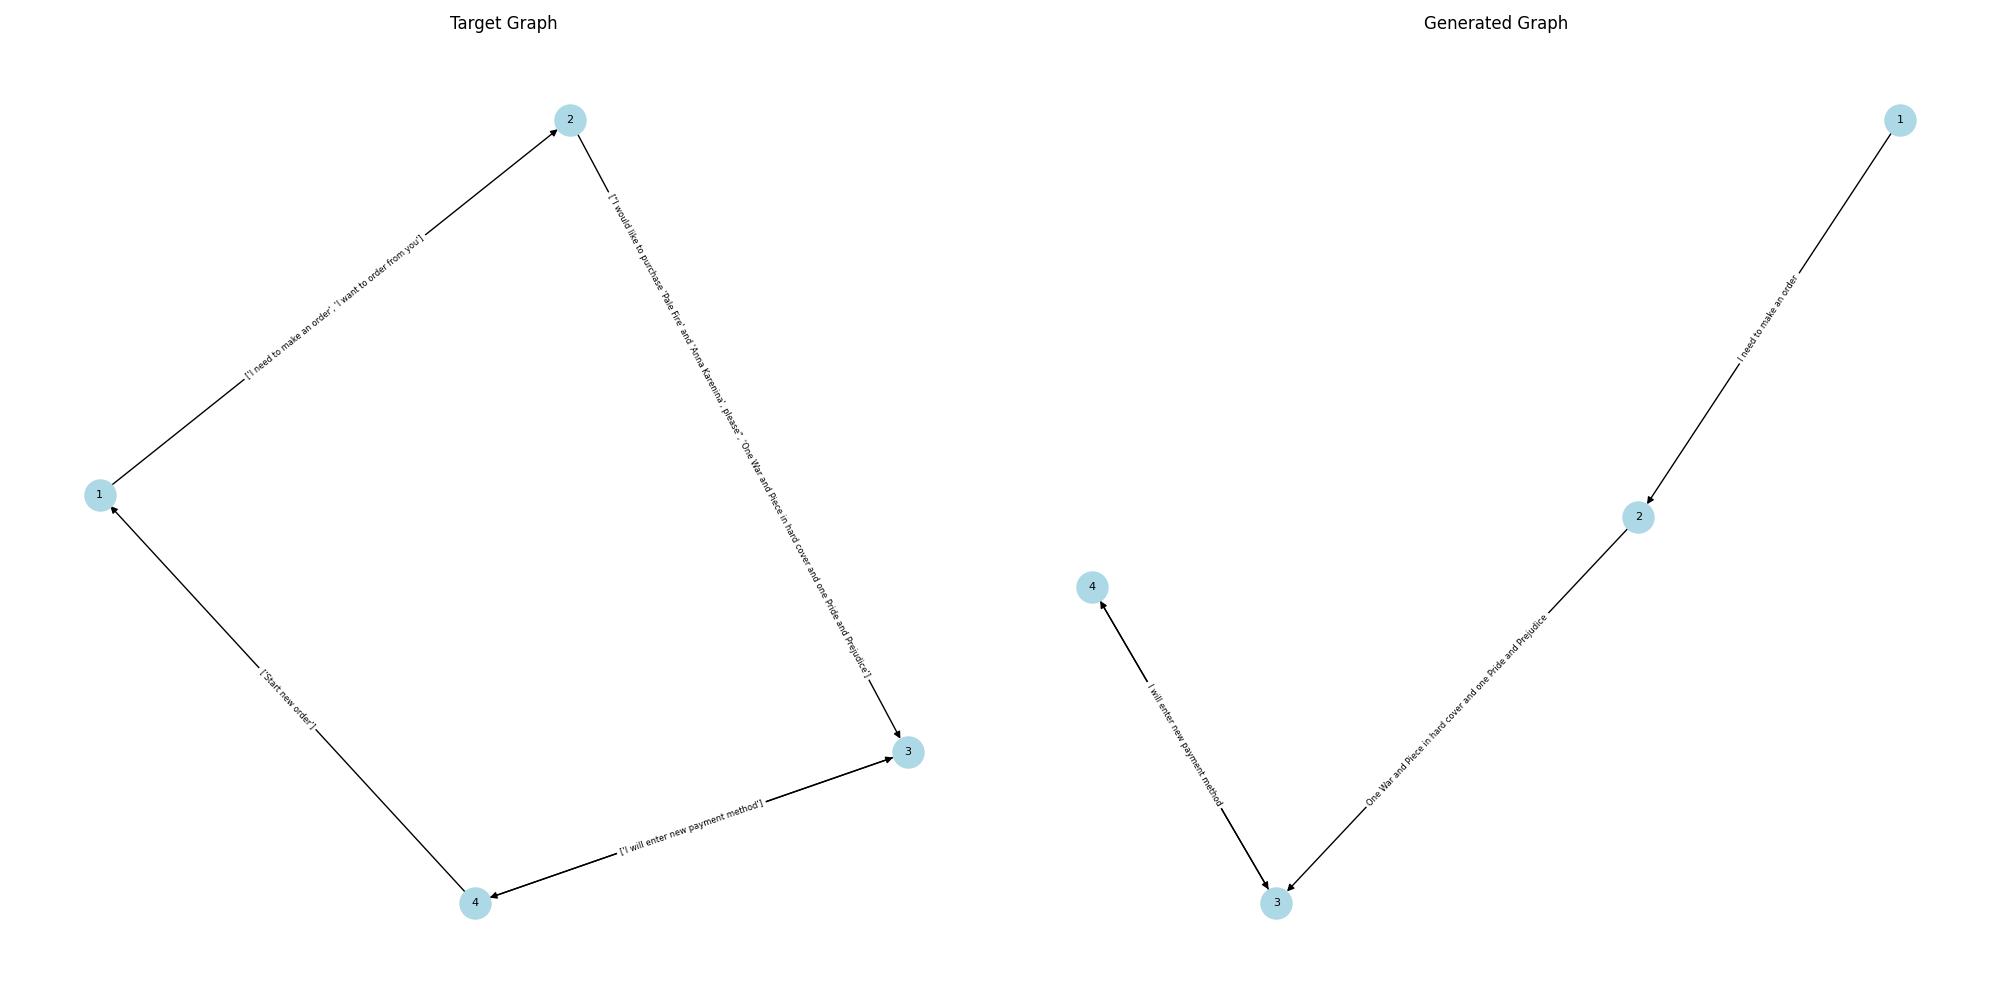 Target Graph
2
['I need to make an order', 'I want to order from you']
["I would like to purchase 'Pale Fire' and 'Anna Karenina', please", 'One War and Piece in hard cover and one Pride and Prejudice']
1
['Start new order']
3
['I will enter new payment method']
4
Generated Graph
1
I need to make an order
2
4
One War and Piece in hard cover and one Pride and Prejudice
I will enter new payment method
3